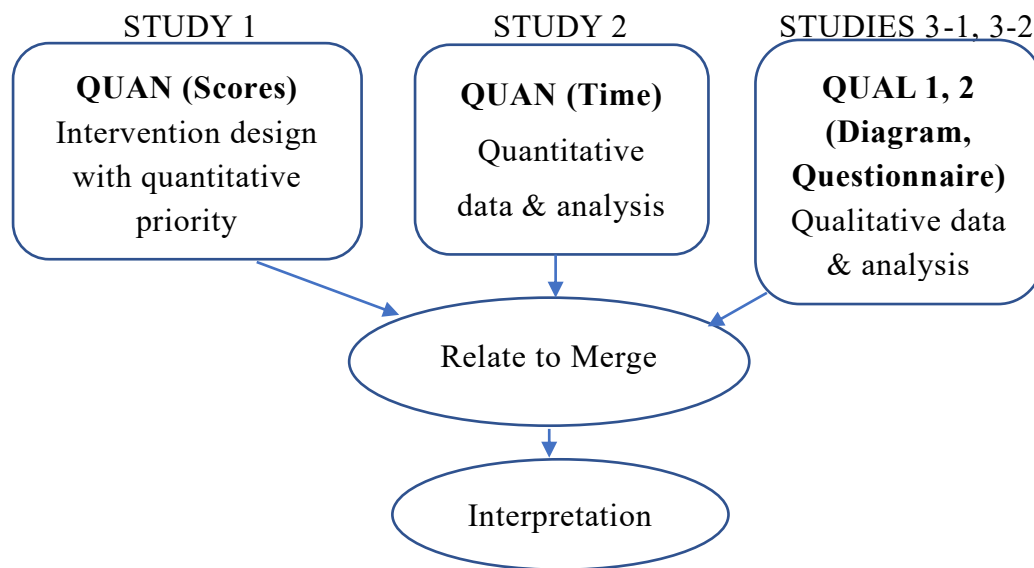 STUDY 1
QUAN (Scores)
Intervention design
with quantitative
priority
STUDY 2
QUAN (Time)
Quantitative
data & analysis
STUDIES 3-1, 3-2
QUAL 1, 2
(Diagram,
Questionnaire)
Qualitative data
& analysis
Relate to Merge
Interpretation